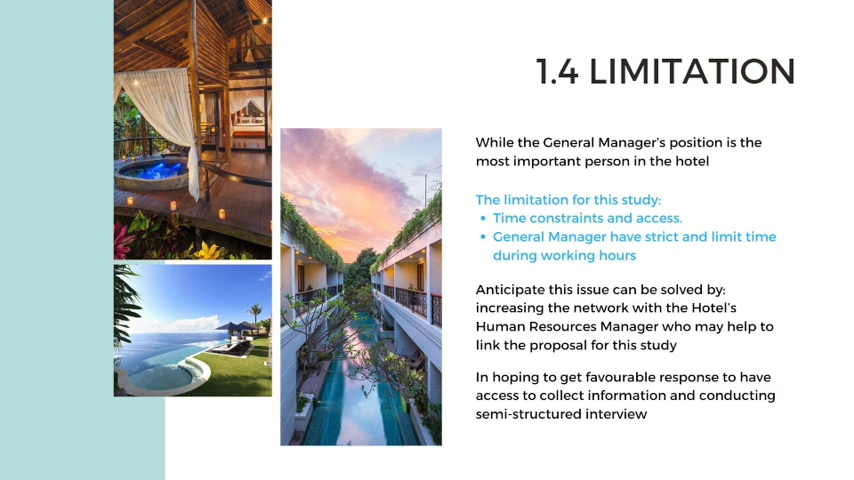 1.4 LIMITATION
While the General Manager's position is the
most important person in the hotel
The limitation for this study:
• Time constraints and access.
• General Manager have strict and limit time
during working hours
Anticipate this issue can be solved by:
increasing the network with the Hotel's
Human Resources Manager who may help to
link the proposal for this study
In hoping to get favourable response to have
access to collect information and conducting
semi-structured interview